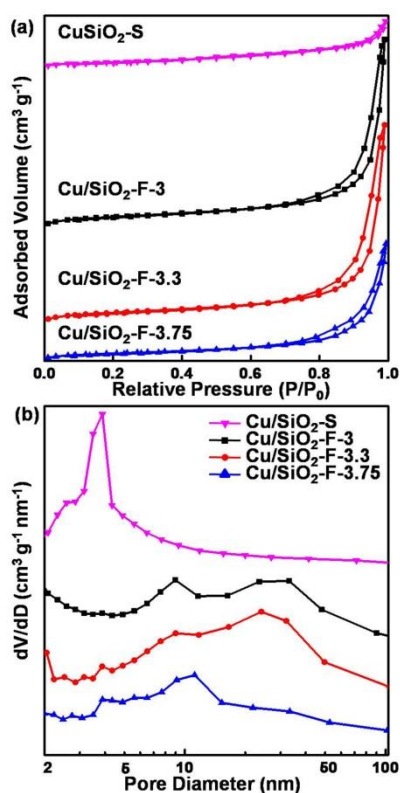 (a)
CuSiO₂-S
Cu/SiO₂-F-3
Cu/SiO₂-F-3.3
Cu/SiO₂-F-3.75
Adsorbed Volume (cm³ g⁻¹)
0.0 0.2 0.4 0.6 0.8 1.0
Relative Pressure (P/P₀)
(b)
Cu/SiO₂-S
Cu/SiO₂-F-3
Cu/SiO₂-F-3.3
Cu/SiO₂-F-3.75
dV/dD (cm³ g⁻¹ nm⁻¹)
2 5 10 50 100
Pore Diameter (nm)